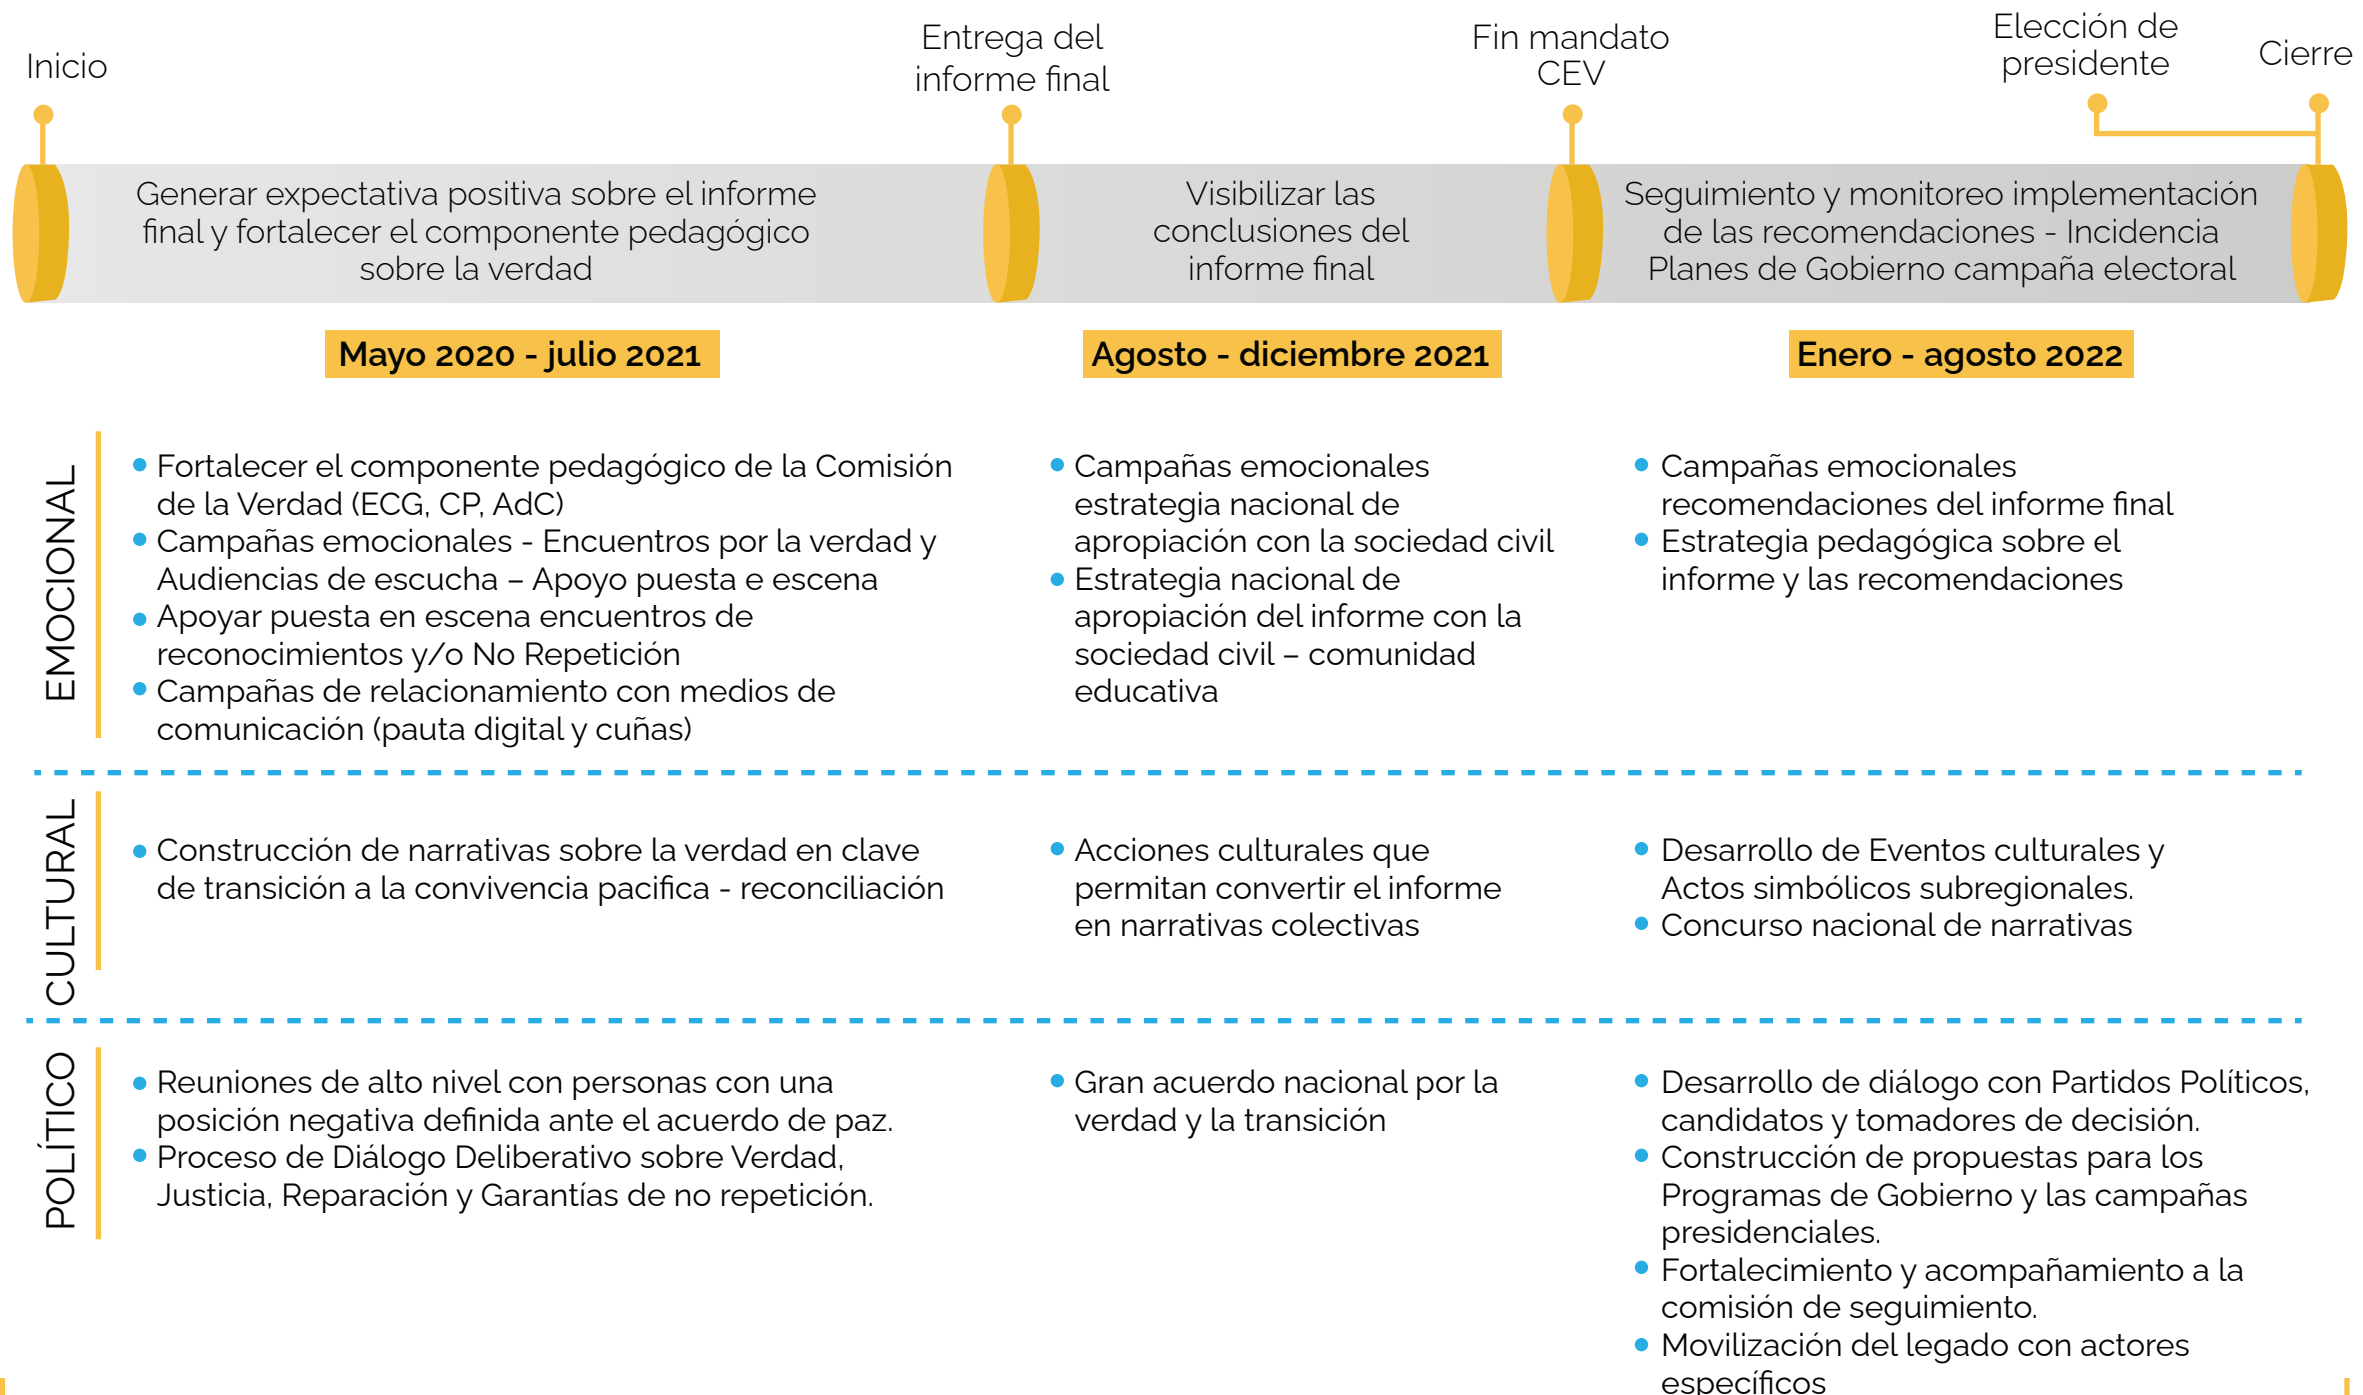 Inicio
Entrega del
informe final
Fin mandato
CEV
Elección de
presidente
Cierre
Generar expectativa positiva sobre el informe
final y fortalecer el componente pedagógico
sobre la verdad
Visibilizar las
conclusiones del
informe final
Seguimiento y monitoreo implementación
de las recomendaciones - Incidencia
Planes de Gobierno campaña electoral
Mayo 2020 - julio 2021
Agosto - diciembre 2021
Enero - agosto 2022
EMOCIONAL
Fortalecer el componente pedagógico de la Comisión
de la Verdad (ECG, CP, AdC)
Campañas emocionales - Encuentros por la verdad y
Audiencias de escucha – Apoyo puesta e escena
Apoyar puesta en escena encuentros de
reconocimientos y/o No Repetición
Campañas de relacionamiento con medios de
comunicación (pauta digital y cuñas)
Campañas emocionales
estrategia nacional de
apropiación con la sociedad civil
Estrategia nacional de
apropiación del informe con la
sociedad civil – comunidad
educativa
Campañas emocionales
recomendaciones del informe final
Estrategia pedagógica sobre el
informe y las recomendaciones
CULTURAL
Construcción de narrativas sobre la verdad en clave
de transición a la convivencia pacifica - reconciliación
Acciones culturales que
permitan convertir el informe
en narrativas colectivas
Desarrollo de Eventos culturales y
Actos simbólicos subregionales.
Concurso nacional de narrativas
POLÍTICO
Reuniones de alto nivel con personas con una
posición negativa definida ante el acuerdo de paz.
Proceso de Diálogo Deliberativo sobre Verdad,
Justicia, Reparación y Garantías de no repetición.
Gran acuerdo nacional por la
verdad y la transición
Desarrollo de diálogo con Partidos Políticos,
candidatos y tomadores de decisión.
Construcción de propuestas para los
Programas de Gobierno y las campañas
presidenciales.
Fortalecimiento y acompañamiento a la
comisión de seguimiento.
Movilización del legado con actores
específicos